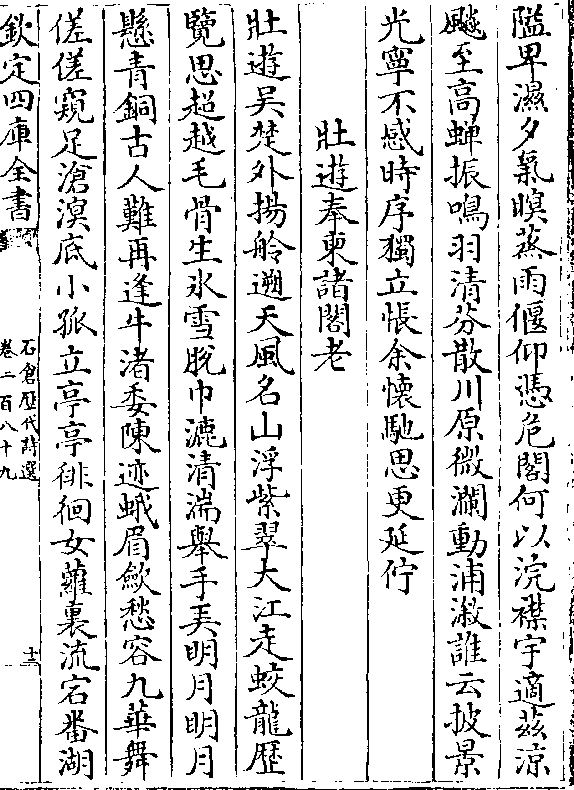 隘卑濕夕氣暝蒸雨偃仰憑危閣何以浣襟宇適茲涼
飈至高蟬振鳴羽清芬散川原微瀾動浦漵誰云披景
光寧不感時序獨立悵余懷馳思更延佇
壯遊奉柬諸閣老
壯遊吳楚外揚舲遡天風名山浮紫翠大江走蛟龍歴
覽思超越毛骨生氷雪脫巾漉清湍舉手弄明月明月
懸青銅古人難再逢牛渚委陳迹蛾眉斂愁容九華舞
傞傞窺足滄溟底小孤立亭亭徘徊女蘿裏流宕番湖
欽定四庫全書
石倉歴代詩選
卷二百八十九
十三